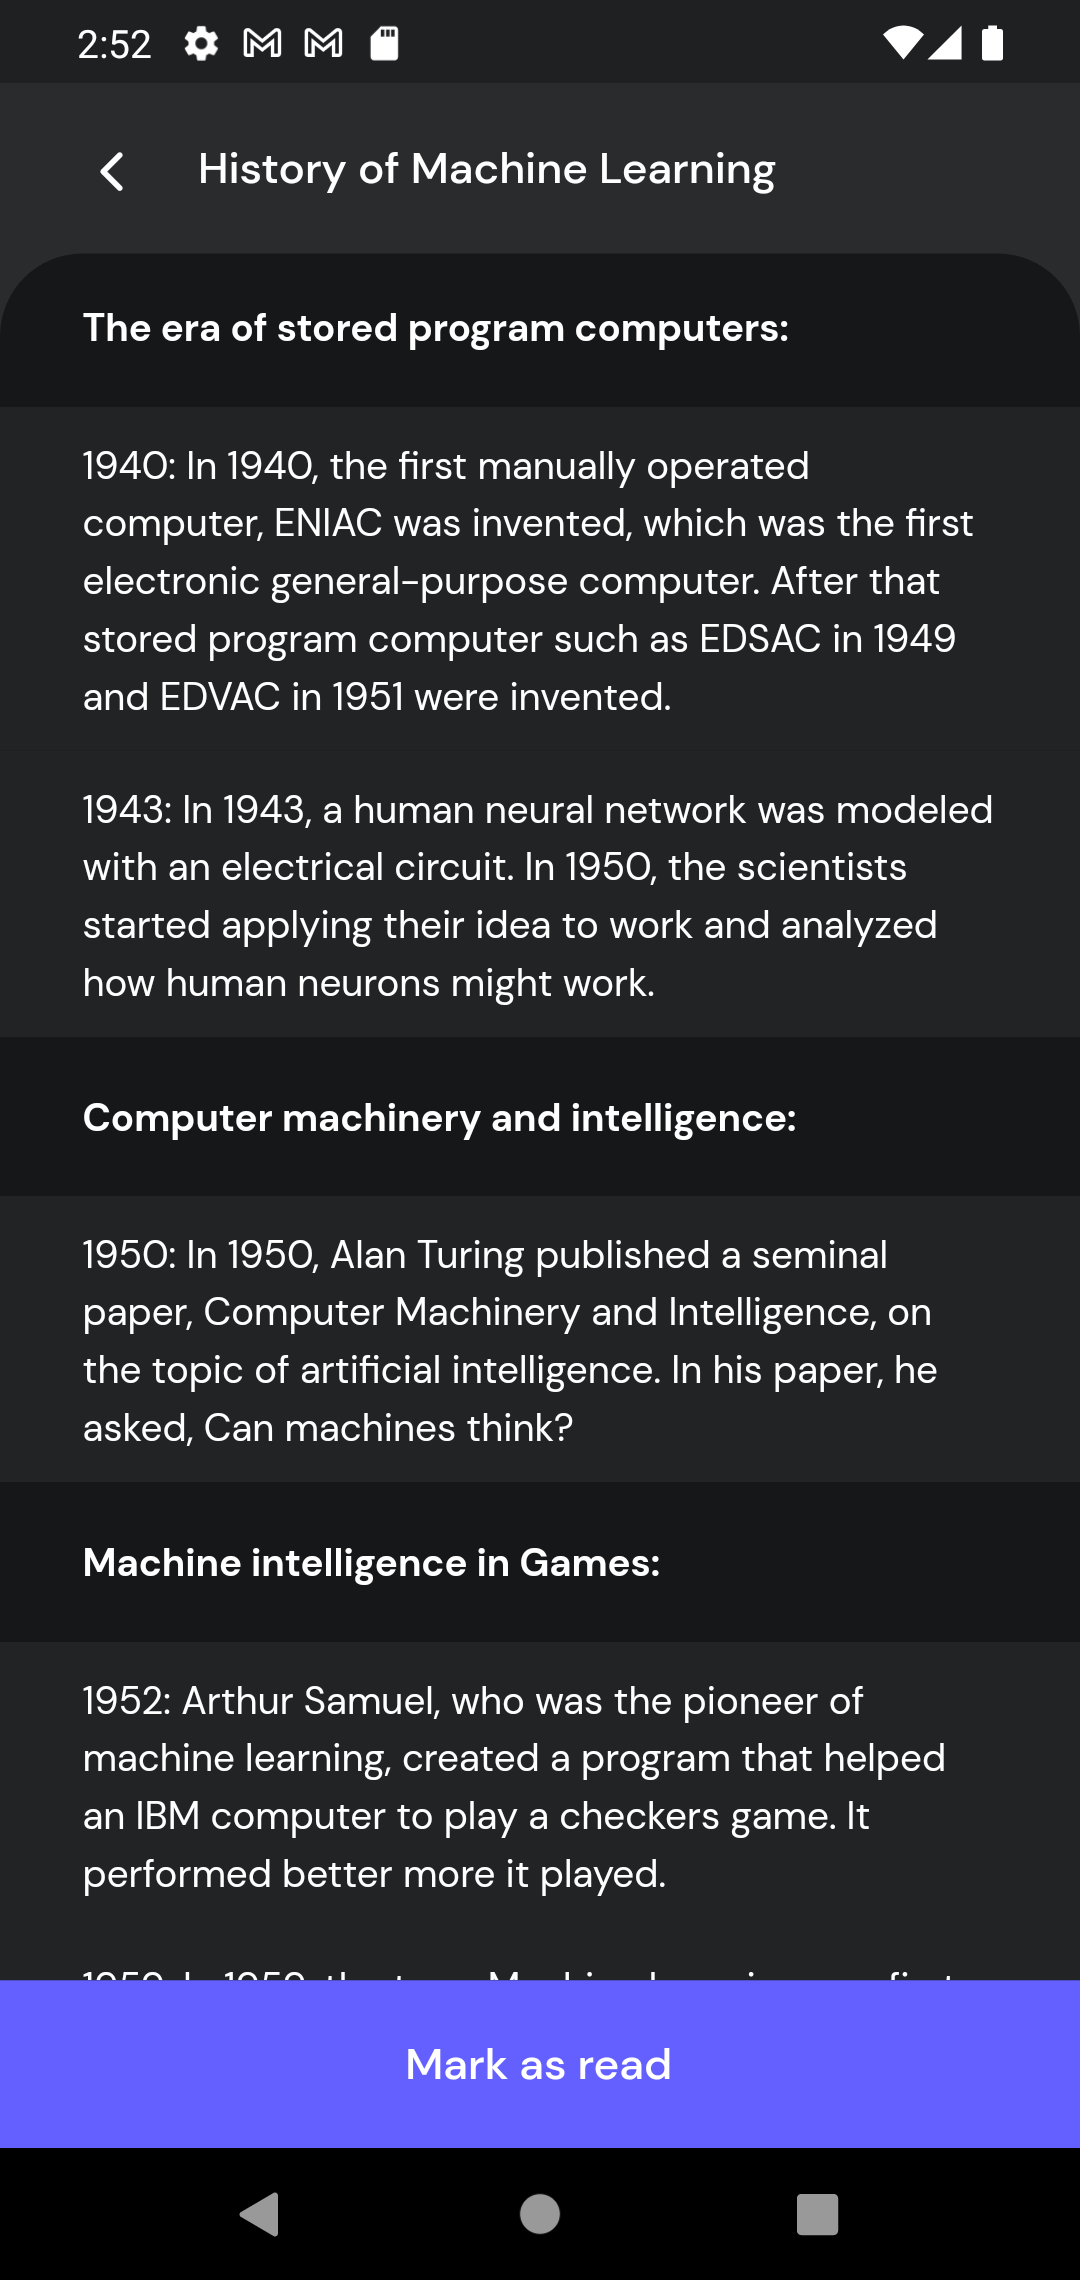 2:52
History of Machine Learning
The era of stored program computers:
1940: In 1940, the first manually operated
computer, ENIAC was invented, which was the first
electronic general-purpose computer. After that
stored program computer such as EDSAC in 1949
and EDVAC in 1951 were invented.
1943: In 1943, a human neural network was modeled
with an electrical circuit. In 1950, the scientists
started applying their idea to work and analyzed
how human neurons might work.
Computer machinery and intelligence:
1950: In 1950, Alan Turing published a seminal
paper, Computer Machinery and Intelligence, on
the topic of artificial intelligence. In his paper, he
asked, Can machines think?
Machine intelligence in Games:
1952: Arthur Samuel, who was the pioneer of
machine learning, created a program that helped
an IBM computer to play a checkers game. It
performed better more it played.
Mark as read